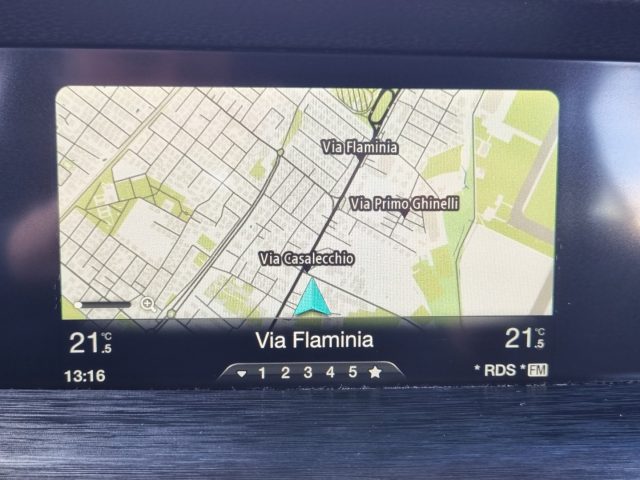 Via Flaminia
Via Primo Ghinelli
Via Casalecchio
21.5 °C
Via Flaminia
21.5 °C
13:16
1 2 3 4 5
* RDS * FM